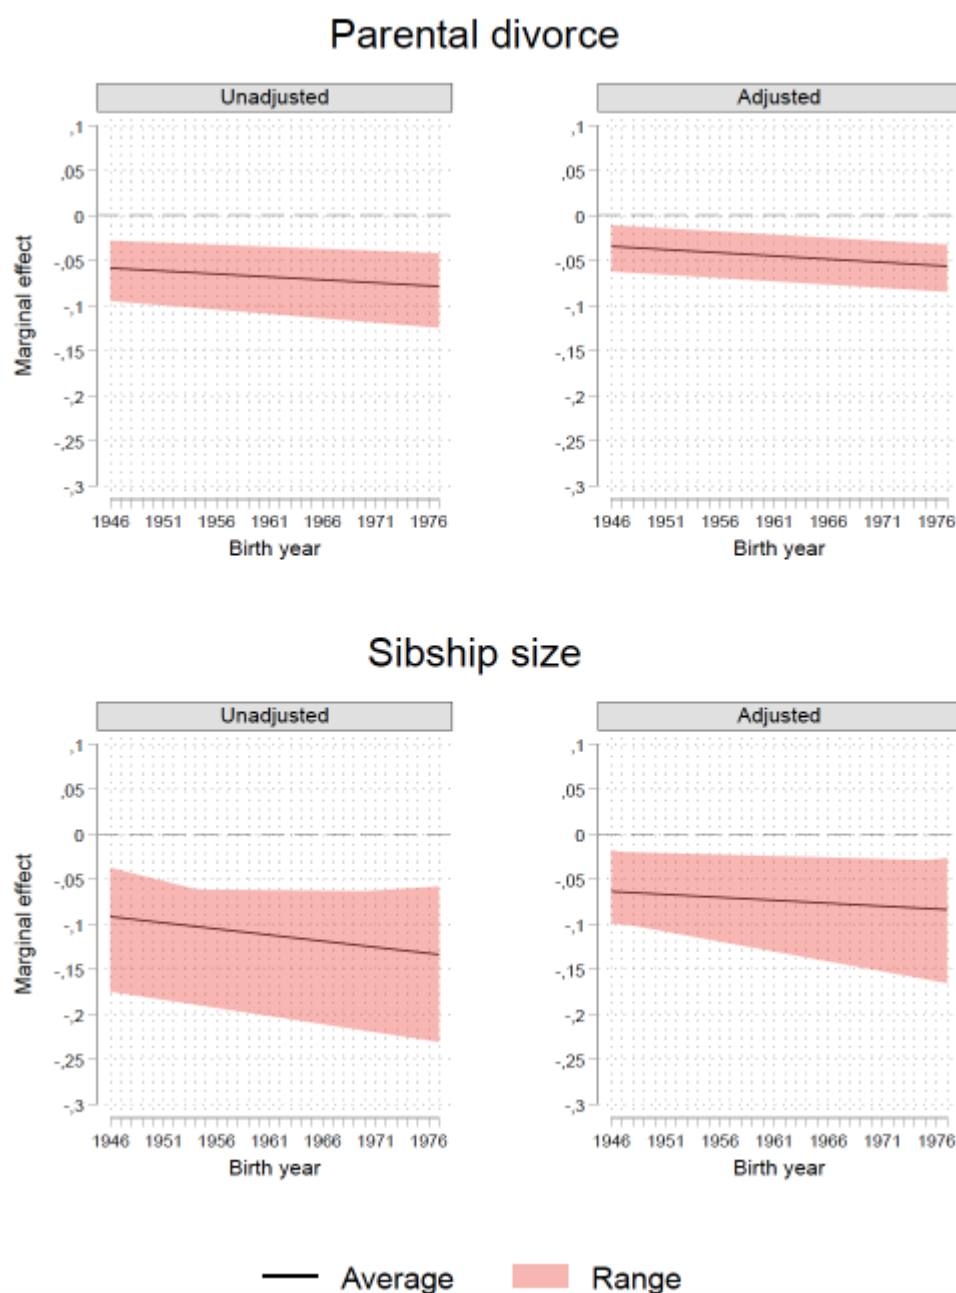 Parental divorce
Unadjusted
Adjusted
,1
,05
0
-,05
-,1
-,15
-,2
-,25
-,3
Marginal effect
1946 1951 1956 1961 1966 1971 1976
Birth year
,1
,05
0
-,05
-,1
-,15
-,2
-,25
-,3
1946 1951 1956 1961 1966 1971 1976
Birth year
Sibship size
Unadjusted
Adjusted
,1
,05
0
-,05
-,1
-,15
-,2
-,25
-,3
Marginal effect
1946 1951 1956 1961 1966 1971 1976
Birth year
,1
,05
0
-,05
-,1
-,15
-,2
-,25
-,3
1946 1951 1956 1961 1966 1971 1976
Birth year
Average Range